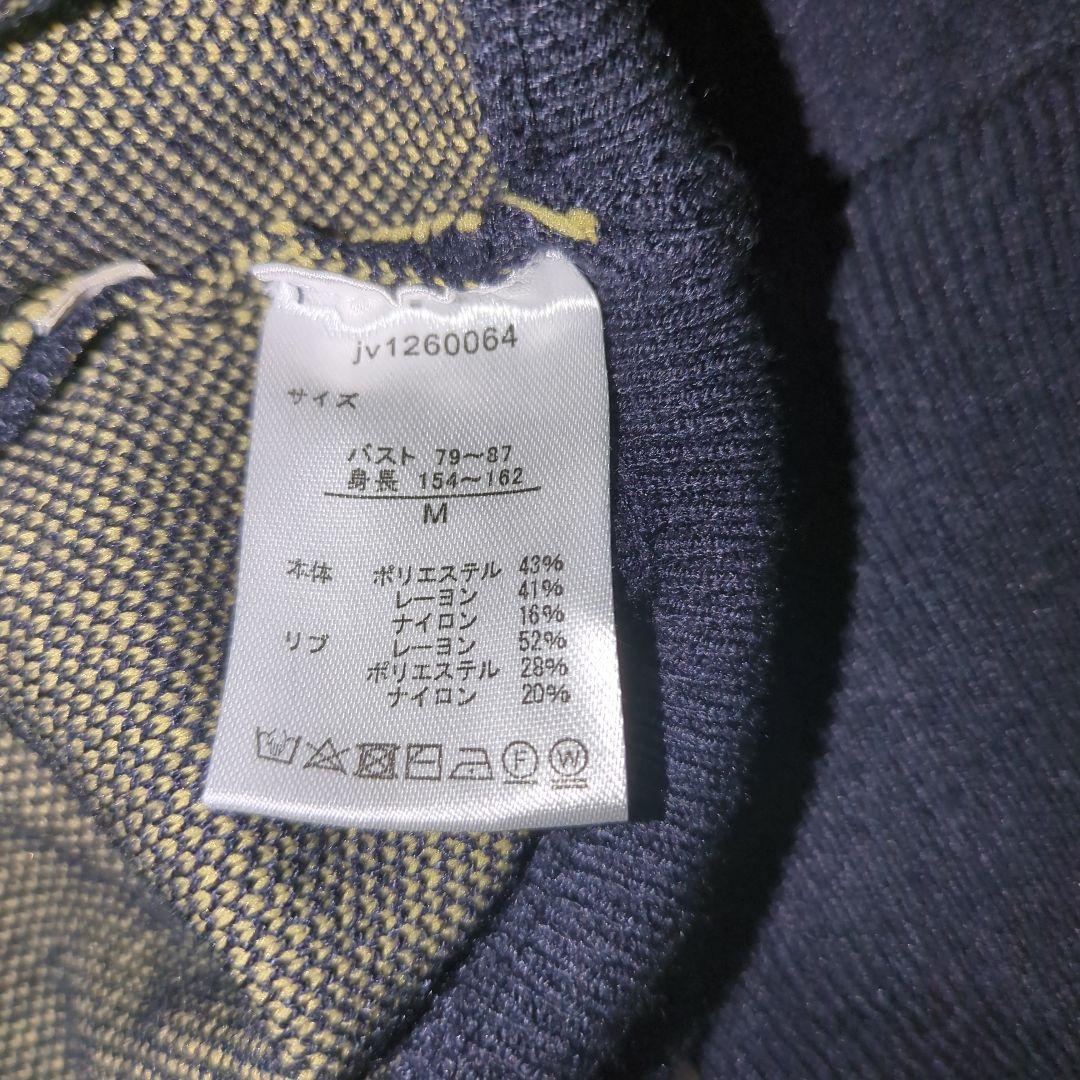 jv1260064
サイズ
バスト 79～87
身長 154～162
M
本体 ポリエステル 43%
レーヨン 41%
ナイロン 16%
リブ レーヨン 52%
ポリエステル 28%
ナイロン 20%
F W